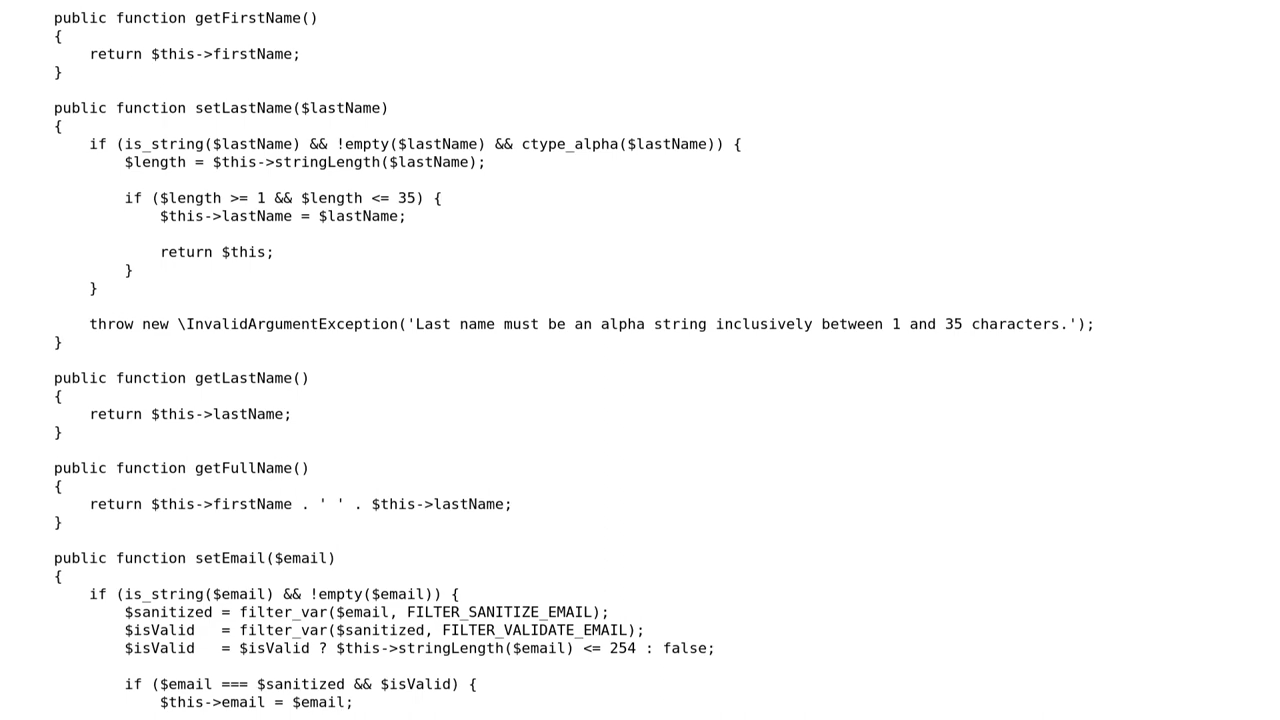 public function getFirstName()
{
    return $this->firstName;
}

public function setLastName($lastName)
{
    if (is_string($lastName) && !empty($lastName) && ctype_alpha($lastName)) {
        $length = $this->stringLength($lastName);

        if ($length >= 1 && $length <= 35) {
            $this->lastName = $lastName;

            return $this;
        }
    }

    throw new \InvalidArgumentException('Last name must be an alpha string inclusively between 1 and 35 characters.');
}

public function getLastName()
{
    return $this->lastName;
}

public function getFullName()
{
    return $this->firstName . ' ' . $this->lastName;
}

public function setEmail($email)
{
    if (is_string($email) && !empty($email)) {
        $sanitized = filter_var($email, FILTER_SANITIZE_EMAIL);
        $isValid   = filter_var($sanitized, FILTER_VALIDATE_EMAIL);
        $isValid   = $isValid ? $this->stringLength($email) <= 254 : false;

        if ($email === $sanitized && $isValid) {
            $this->email = $email;